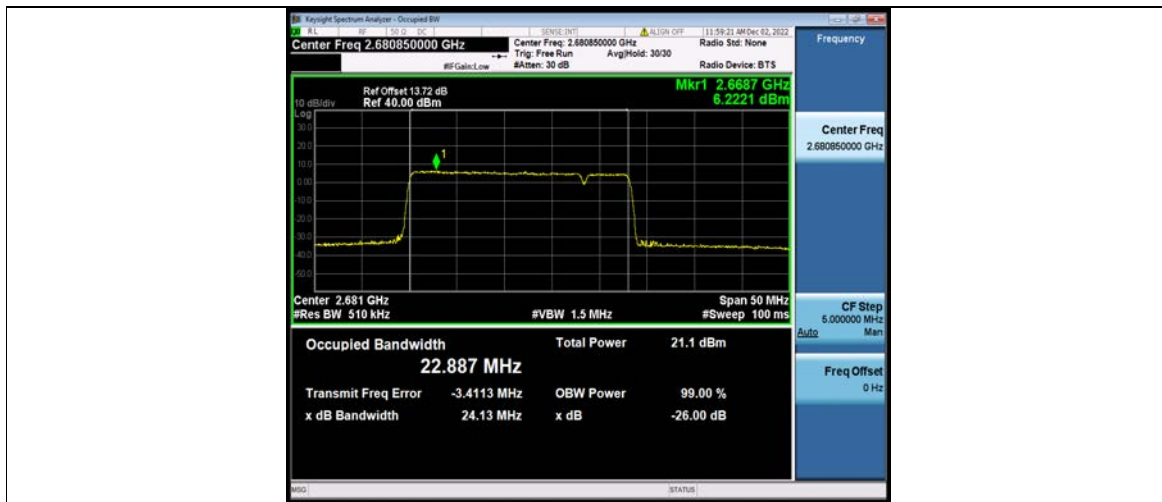 Keysight Spectrum Analyzer - Occupied BW
RL RF 50 Ω DC SENSE:INT ALIGN OFF 11:59:21 AM Dec 02, 2022
Center Freq 2.680850000 GHz
Center Freq: 2.680850000 GHz Radio Std: None
Trig: Free Run Avg|Hold: 30/30
#IFGain:Low #Atten: 30 dB Radio Device: BTS
Frequency
Mkr1 2.6687 GHz
6.2221 dBm
Ref Offset 13.72 dB
10 dB/div Ref 40.00 dBm
Log
30.0
20.0
10.0
0.00
-10.0
-20.0
-30.0
-40.0
-50.0
1
Center 2.681 GHz Span 50 MHz
#Res BW 510 kHz #VBW 1.5 MHz #Sweep 100 ms
Occupied Bandwidth Total Power 21.1 dBm
22.887 MHz
Transmit Freq Error -3.4113 MHz OBW Power 99.00 %
x dB Bandwidth 24.13 MHz x dB -26.00 dB
Center Freq
2.680850000 GHz
CF Step
5.000000 MHz
Auto Man
Freq Offset
0 Hz
MSG STATUS